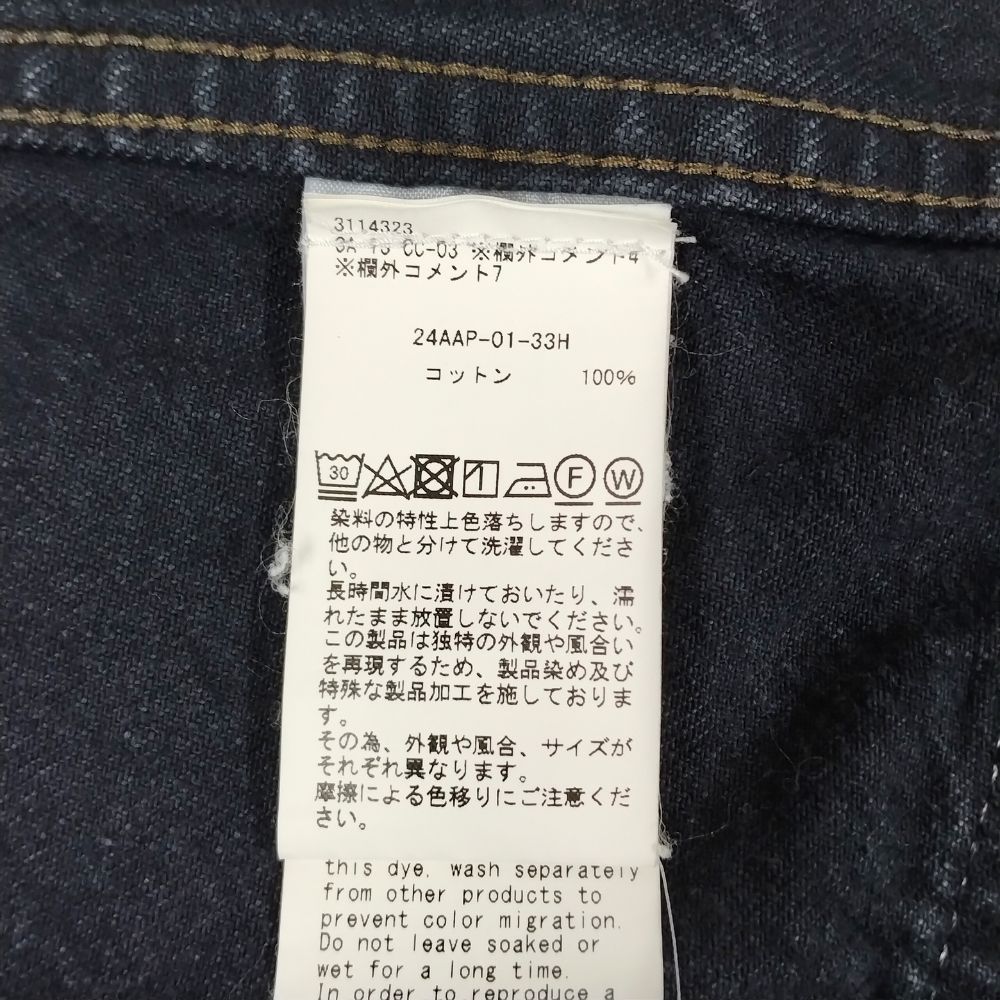 3114323
CC-03 ※欄外コメント4
※欄外コメント7
24AAP-01-33H
コットン 100%
30 F W
染料の特性上色落ちしますので、
他の物と分けて洗濯してくださ
い。
長時間水に漬けておいたり、濡
れたまま放置しないでください。
この製品は独特の外観や風合い
を再現するため、製品染め及び
特殊な製品加工を施しておりま
す。
その為、外観や風合、サイズが
それぞれ異なります。
摩擦による色移りにご注意くだ
さい。
this dye, wash separately
from other products to
prevent color migration.
Do not leave soaked or
wet for a long time.
In order to reproduce a